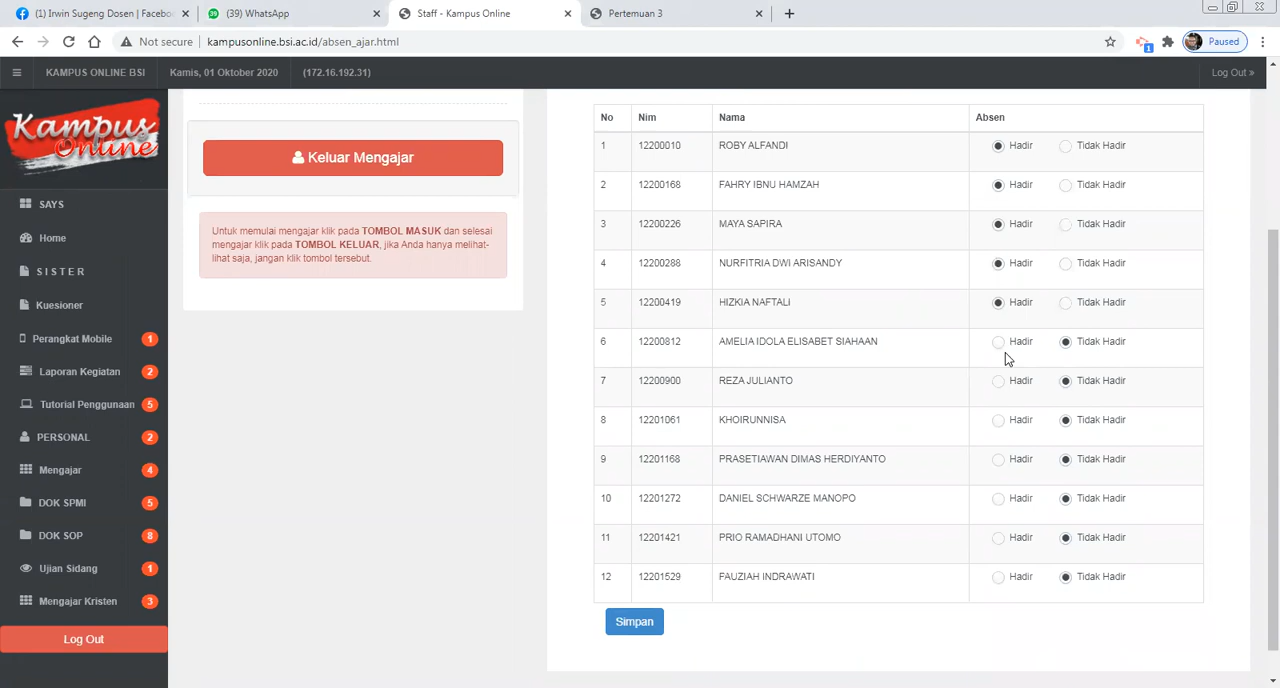 (1) Irwin Sugeng Dosen | Facebo
(39) WhatsApp
Staff - Kampus Online
Pertemuan 3
Not secure
kampusonline.bsi.ac.id/absen_ajar.html
1
Paused
KAMPUS ONLINE BSI
Kamis, 01 Oktober 2020
(172.16.192.31)
Log Out »
Kampus
Online
SAYS
Home
S I S T E R
Kuesioner
Perangkat Mobile 1
Laporan Kegiatan 2
Tutorial Penggunaan 5
PERSONAL 2
Mengajar 4
DOK SPMI 5
DOK SOP 8
Ujian Sidang 1
Mengajar Kristen 3
Log Out
Keluar Mengajar
Untuk memulai mengajar klik pada TOMBOL MASUK dan selesai
mengajar klik pada TOMBOL KELUAR, jika Anda hanya melihat-
lihat saja, jangan klik tombol tersebut.
No Nim Nama Absen
1 12200010 ROBY ALFANDI Hadir Tidak Hadir
2 12200168 FAHRY IBNU HAMZAH Hadir Tidak Hadir
3 12200226 MAYA SAPIRA Hadir Tidak Hadir
4 12200288 NURFITRIA DWI ARISANDY Hadir Tidak Hadir
5 12200419 HIZKIA NAFTALI Hadir Tidak Hadir
6 12200812 AMELIA IDOLA ELISABET SIAHAAN Hadir Tidak Hadir
7 12200900 REZA JULIANTO Hadir Tidak Hadir
8 12201061 KHOIRUNNISA Hadir Tidak Hadir
9 12201168 PRASETIAWAN DIMAS HERDIYANTO Hadir Tidak Hadir
10 12201272 DANIEL SCHWARZE MANOPO Hadir Tidak Hadir
11 12201421 PRIO RAMADHANI UTOMO Hadir Tidak Hadir
12 12201529 FAUZIAH INDRAWATI Hadir Tidak Hadir
Simpan